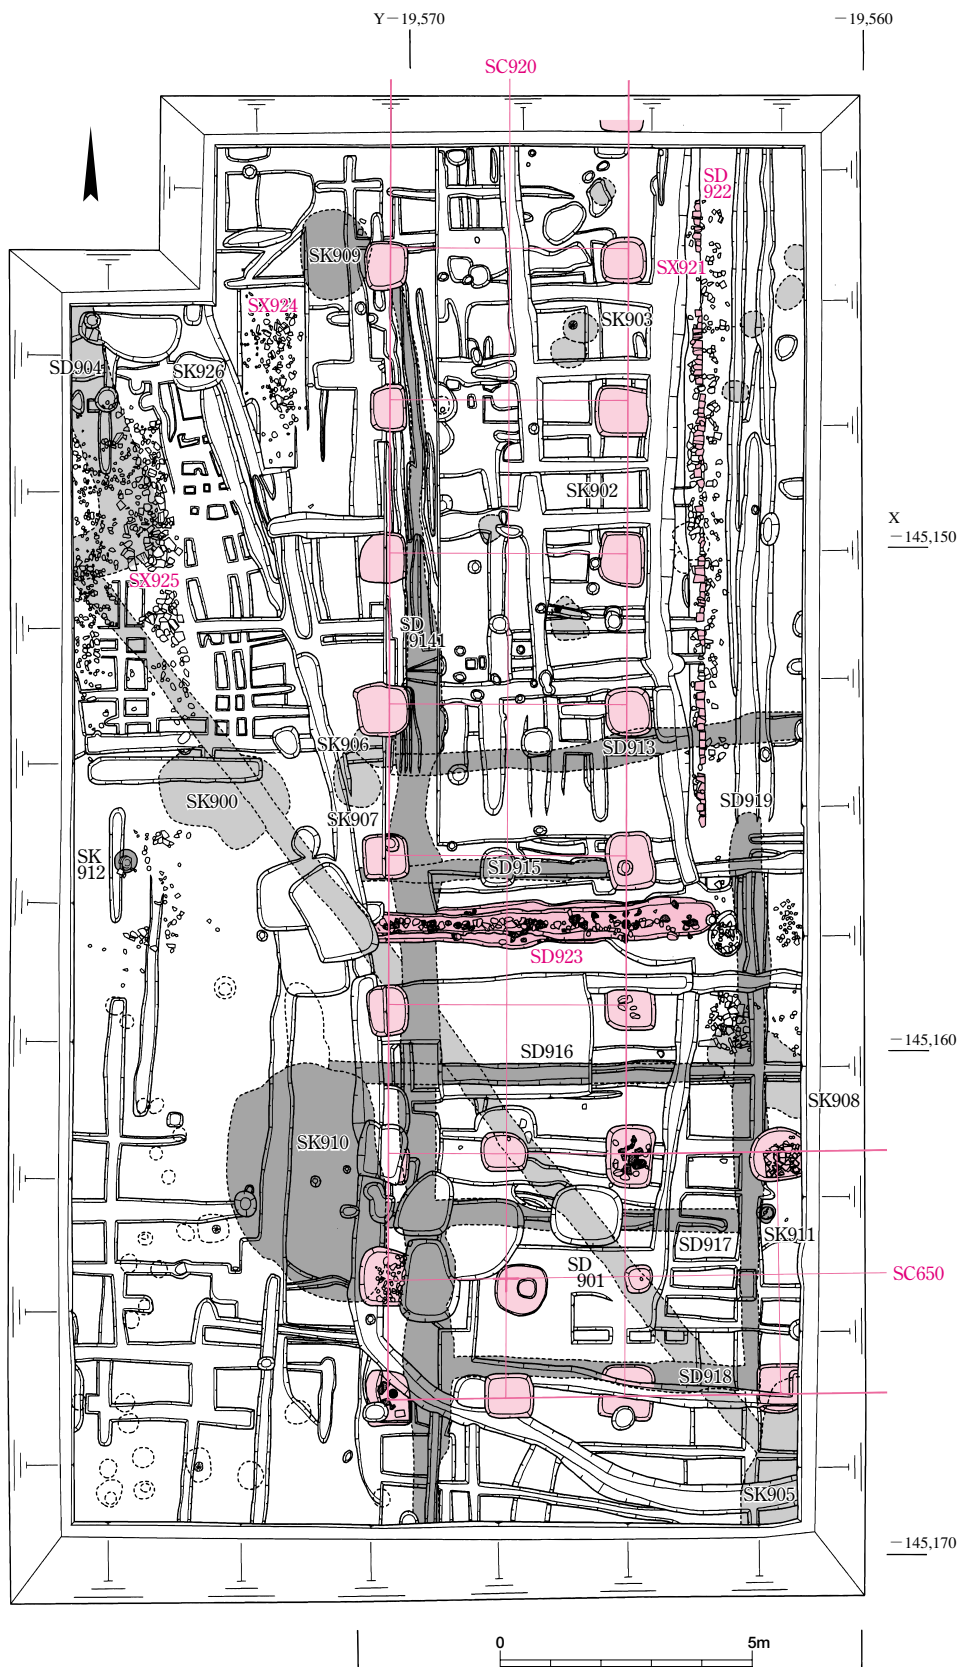 Y－19,570
－19,560
SC920
SD
922
SK909
SX921
SX924
SK903
SD904
SK926
SK902
X
－145,150
SX925
SD
9141
SK906
SD913
SK900
SD919
SK907
SK
912
SD915
SD923
－145,160
SD916
SK908
SK910
SK911
SD917
SD
901
SC650
SD918
SK905
－145,170
0
5m